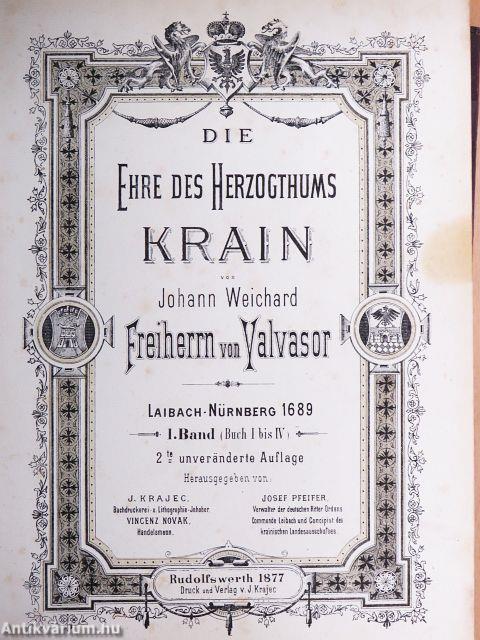 DIE
EHRE DES HERZOGTHUMS
KRAIN
von
Johann Weichard
Freiherrn von Valvasor
LAIBACH-NÜRNBERG 1689
1. Band (Buch I bis IV)
2te unveränderte Auflage
Herausgegeben von:
J. KRAJEC,
Buchdruckerei- u. Lithographie-Inhaber.
VINCENZ NOVAK,
Handelsmann.
JOSEF PFEIFER,
Verwalter der deutschen Ritter Ordens
Commende Laibach und Concipist des
krainischen Landesausschußes.
Rudolfswerth 1877
Druck und Verlag v. J. Krajec
Antikvárium.hu